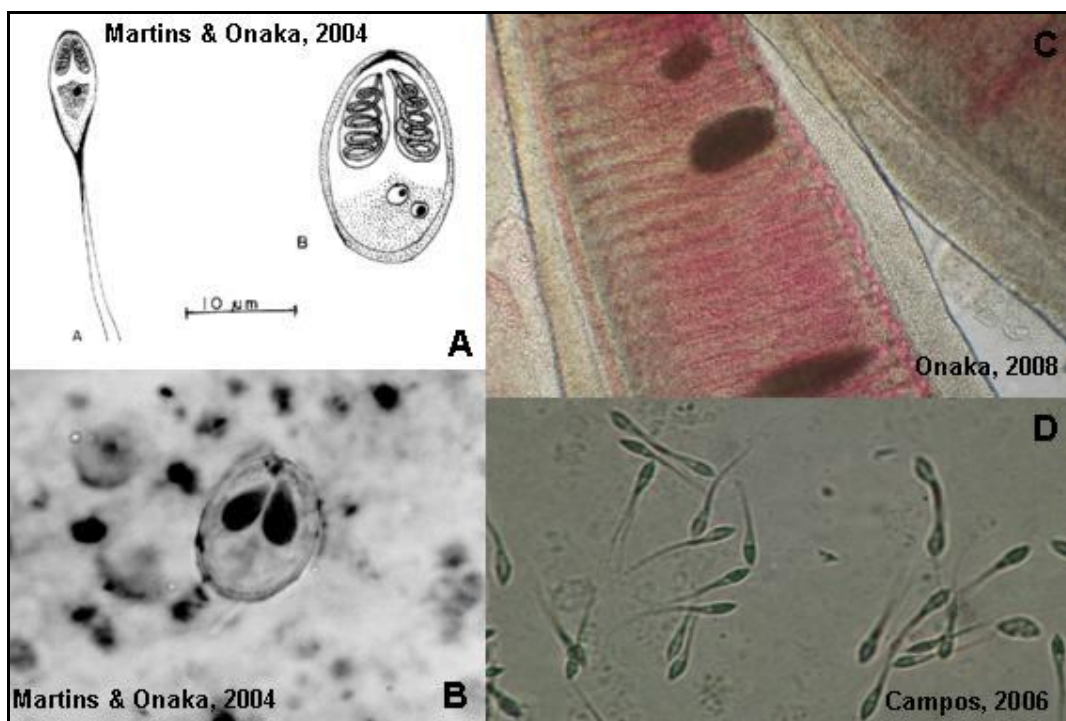 Martins & Onaka, 2004
B
10 μm
A
A
C
Onaka, 2008
Martins & Onaka, 2004
B
D
Campos, 2006